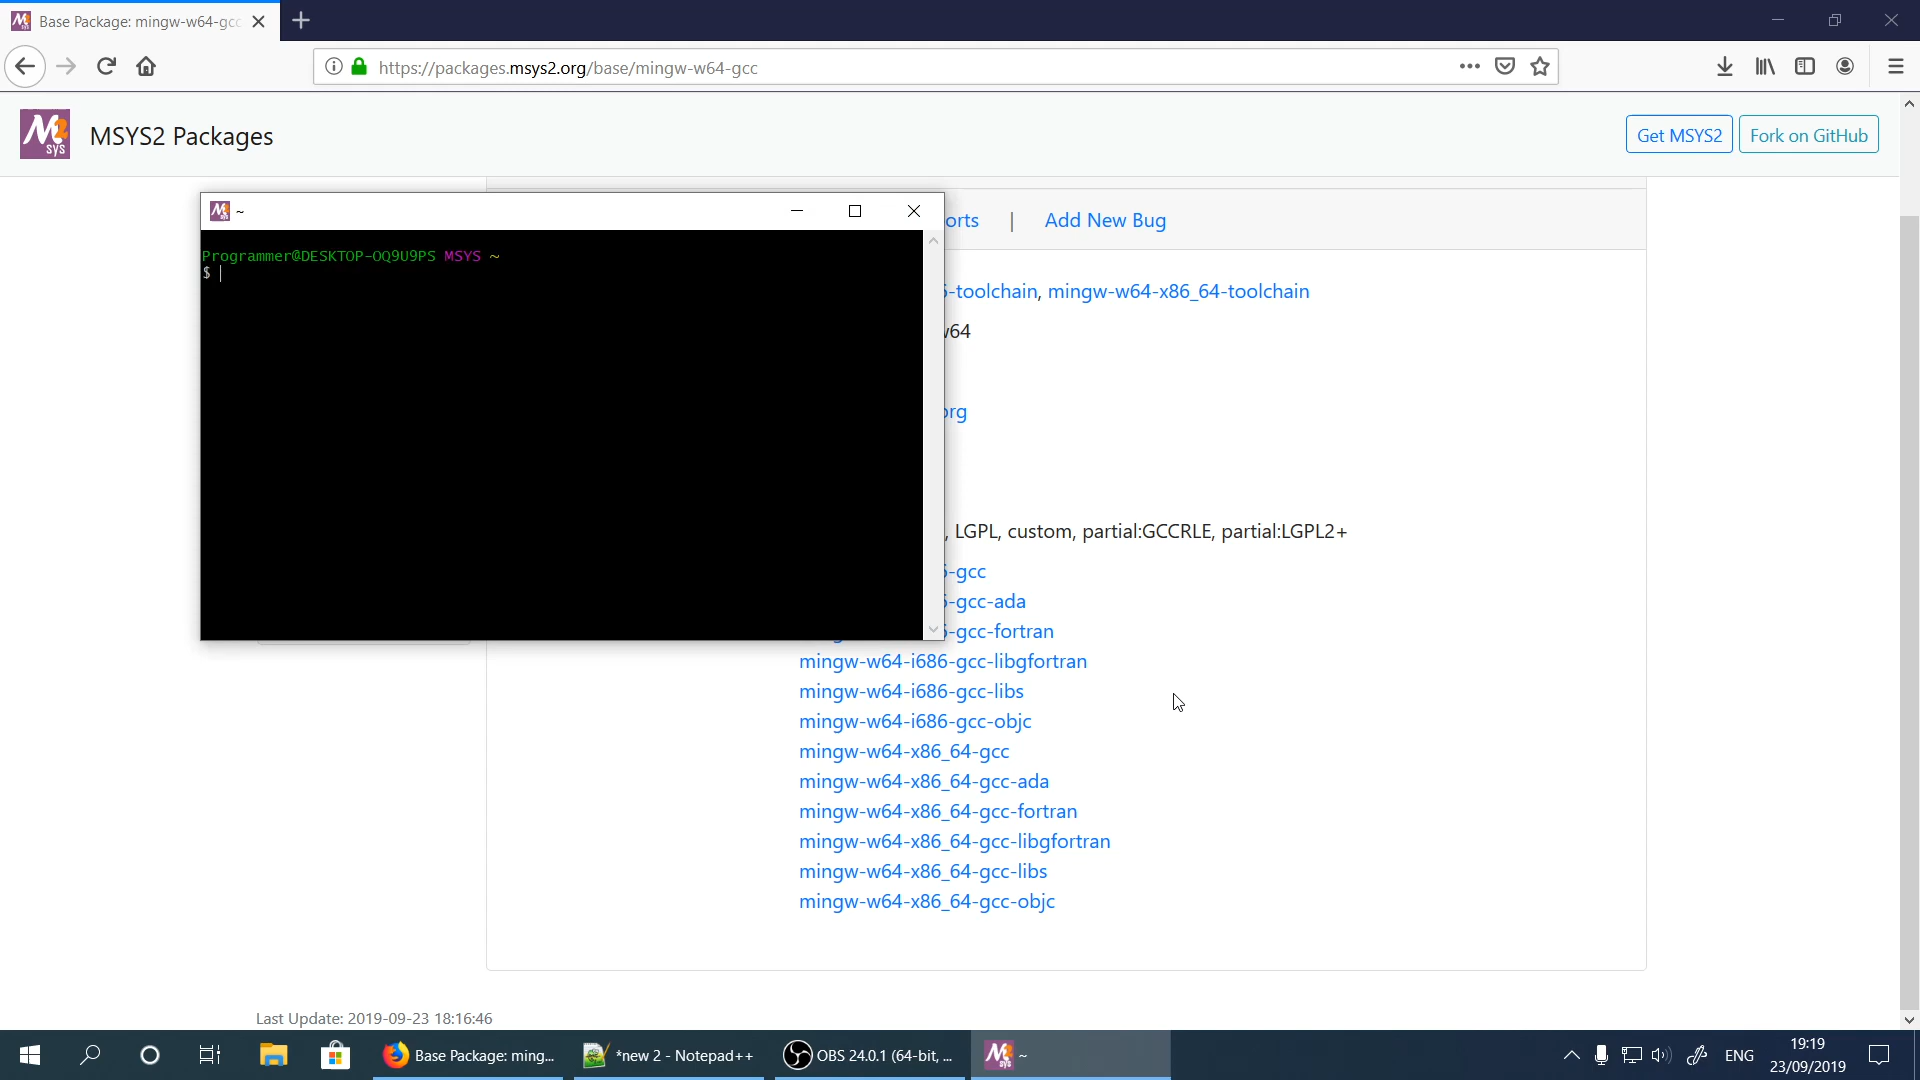 Base Package: mingw-w64-gcc
https://packages.msys2.org/base/mingw-w64-gcc
M2
sys
MSYS2 Packages
Get MSYS2
Fork on GitHub
~
orts | Add New Bug
Programmer@DESKTOP-OQ9U9PS MSYS ~
$
-toolchain, mingw-w64-x86_64-toolchain
w64
org
, LGPL, custom, partial:GCCRLE, partial:LGPL2+
-gcc
-gcc-ada
-gcc-fortran
mingw-w64-i686-gcc-libgfortran
mingw-w64-i686-gcc-libs
mingw-w64-i686-gcc-objc
mingw-w64-x86_64-gcc
mingw-w64-x86_64-gcc-ada
mingw-w64-x86_64-gcc-fortran
mingw-w64-x86_64-gcc-libgfortran
mingw-w64-x86_64-gcc-libs
mingw-w64-x86_64-gcc-objc
Last Update: 2019-09-23 18:16:46
Base Package: ming...
*new 2 - Notepad++
OBS 24.0.1 (64-bit, ...
~
ENG
19:19
23/09/2019